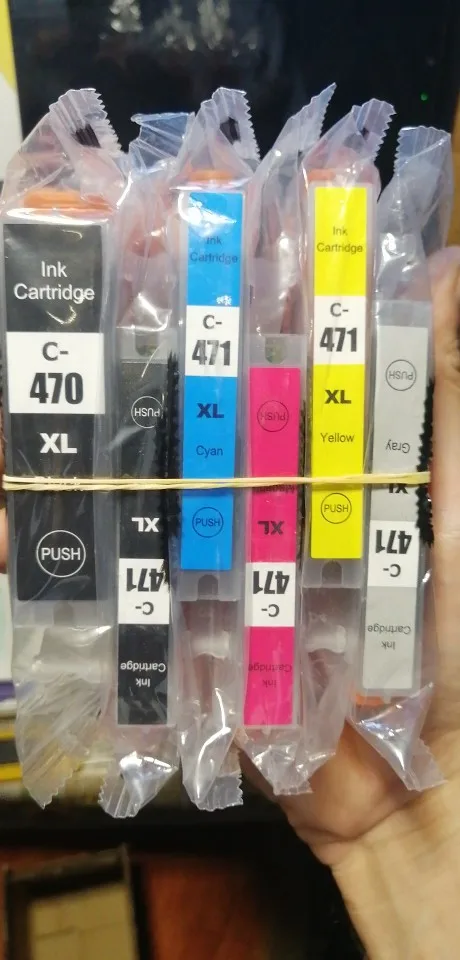 Ink
Cartridge
C-
470
XL
PUSH
Ink
Cartridge
C-
471
XL
PUSH
Ink
Cartridge
C-
471
XL
Cyan
PUSH
Ink
Cartridge
C-
471
XL
PUSH
Ink
Cartridge
C-
471
XL
Yellow
PUSH
Ink
Cartridge
C-
471
XL
Gray
PUSH